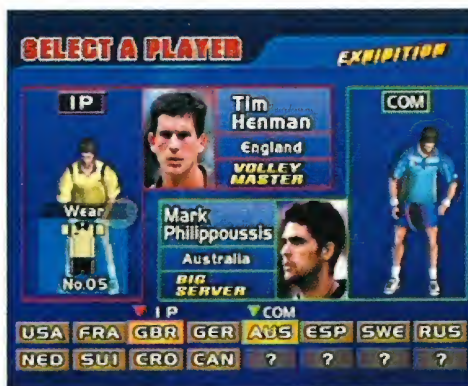 SELECT A PLAYER
EXHIBITION
1P
Tim
Henman
England
VOLLEY
MASTER
COM
Wear
No.05
Mark
Philippoussis
Australia
BIG
SERVER
1P
COM
USA FRA GBR GER AUS ESP SWE RUS
NED SUI CRO CAN ? ? ? ?